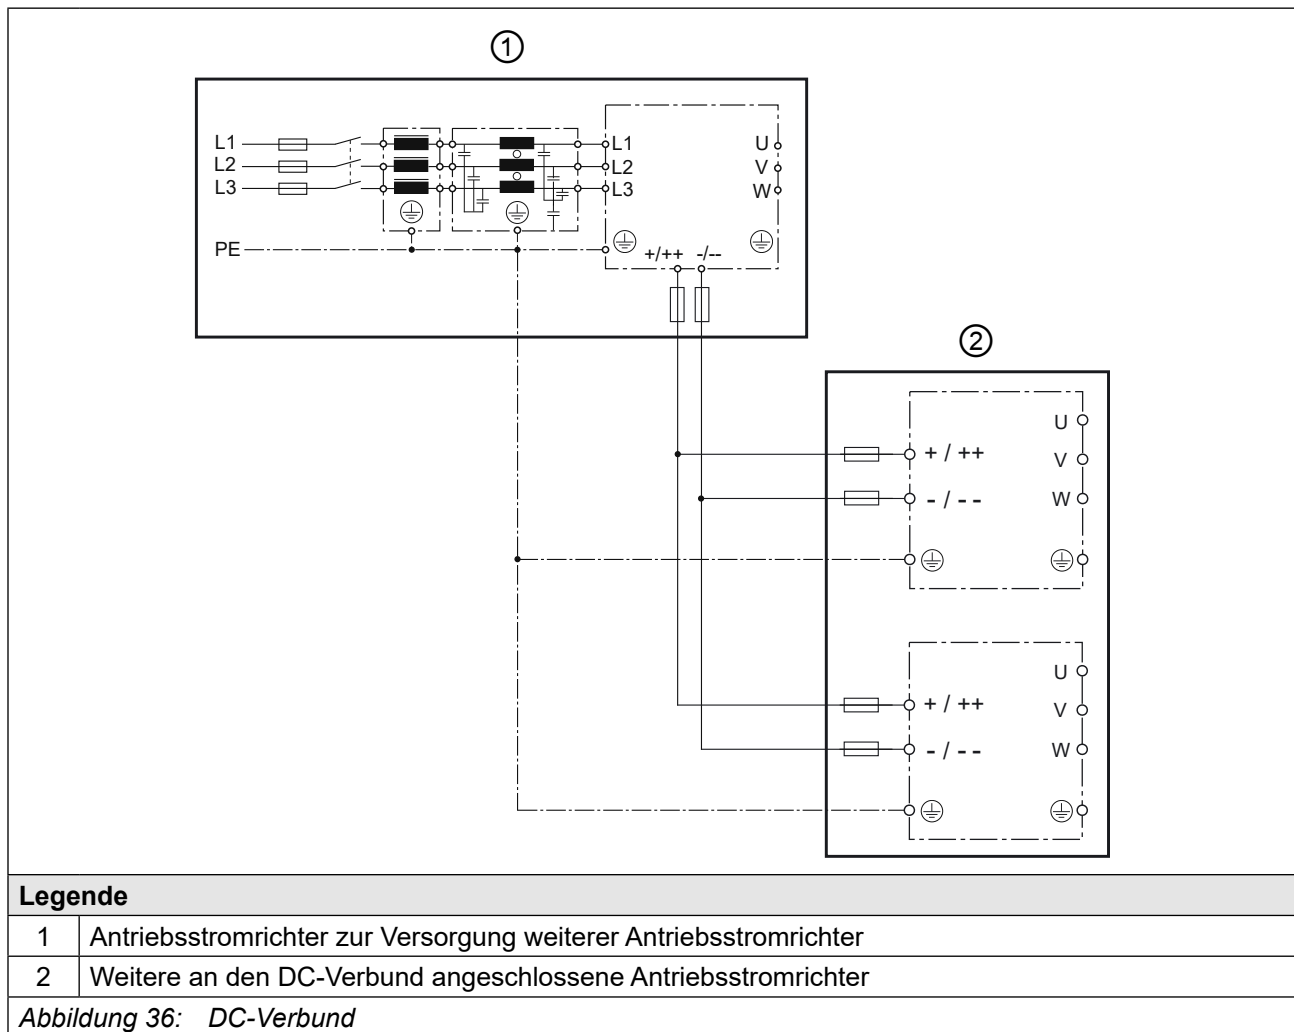 1
L1
L2
L3
PE
L1
L2
L3
U
V
W
+/++ -/--
2
U
+ / ++
V
- / - -
W
U
+ / ++
V
- / - -
W
Legende
1 Antriebsstromrichter zur Versorgung weiterer Antriebsstromrichter
2 Weitere an den DC-Verbund angeschlossene Antriebsstromrichter
Abbildung 36: DC-Verbund